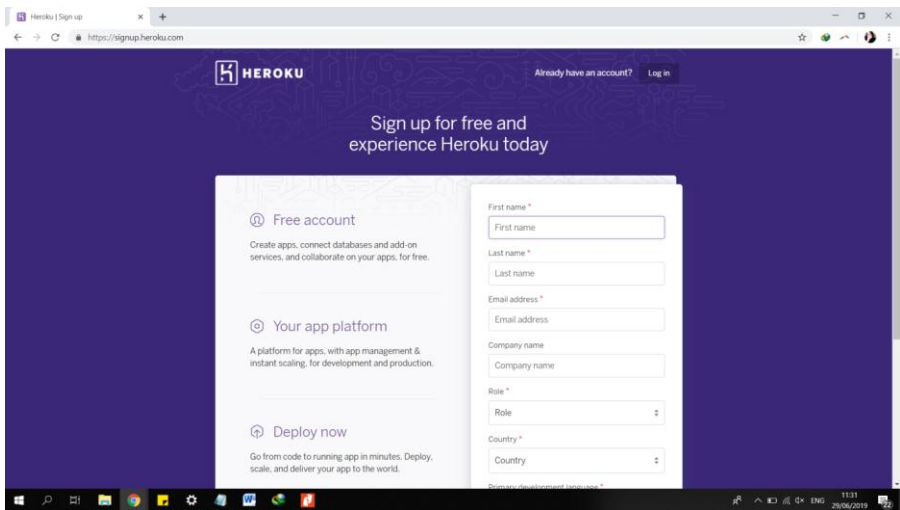 Heroku | Sign up
https://signup.heroku.com
HEROKU
Already have an account?
Log in
Sign up for free and
experience Heroku today
Free account
Create apps, connect databases and add-on
services, and collaborate on your apps, for free.
Your app platform
A platform for apps, with app management &
instant scaling, for development and production.
Deploy now
Go from code to running app in minutes. Deploy,
scale, and deliver your app to the world.
First name *
First name
Last name *
Last name
Email address *
Email address
Company name
Company name
Role *
Role
Country *
Country
Primary development language *
ENG
11:31
29/06/2019
22